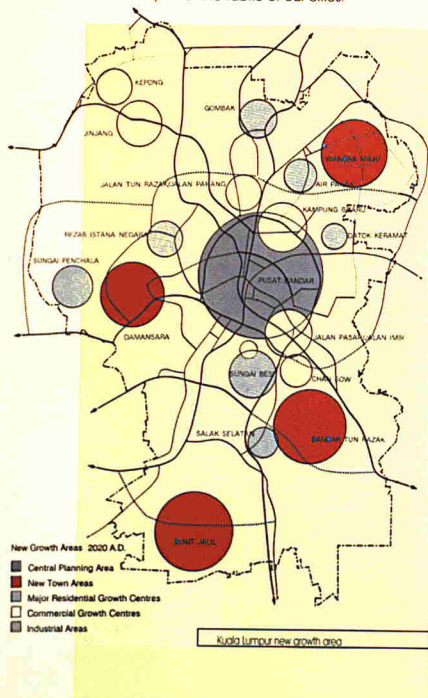 KEPONG
GOMBAK
JINJANG
WANGSA MAJU
JALAN TUN RAZAK/JALAN PAHANG
AIR PANAS
KAMPUNG BAHRU
DATOK KERAMAT
REZAB ISTANA NEGARA
SUNGAI PENCHALA
PUSAT BANDAR
DAMANSARA
JALAN PASAR/JALAN IMBI
SUNGAI BESI
CHAN SOW
SALAK SELATAN
BANDAR TUN RAZAK
BUKIT JALIL
New Growth Areas 2020 A.D.
Central Planning Area
New Town Areas
Major Residential Growth Centres
Commercial Growth Centres
Industrial Areas
Kuala Lumpur new growth area